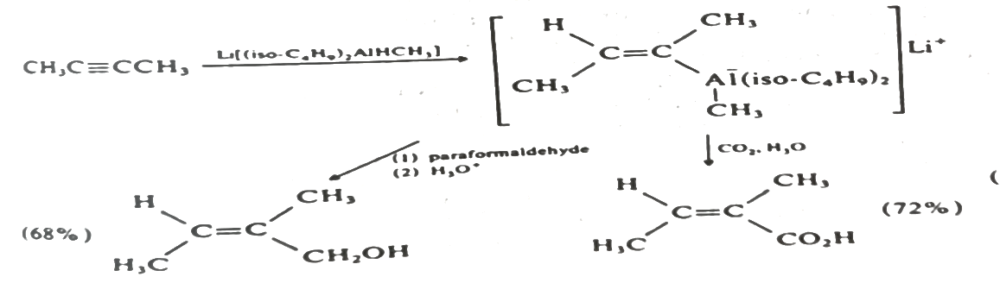 CH₃C≡CCH₃
Li[(iso-C₄H₉)₂AlHCH₃]
H CH₃
C=C
CH₃ Al̄(iso-C₄H₉)₂
CH₃
Li⁺
(1) paraformaldehyde
(2) H₃O⁺
CO₂, H₃O
H CH₃
C=C
H₃C CH₂OH
(68%)
H CH₃
C=C
H₃C CO₂H
(72%)
(